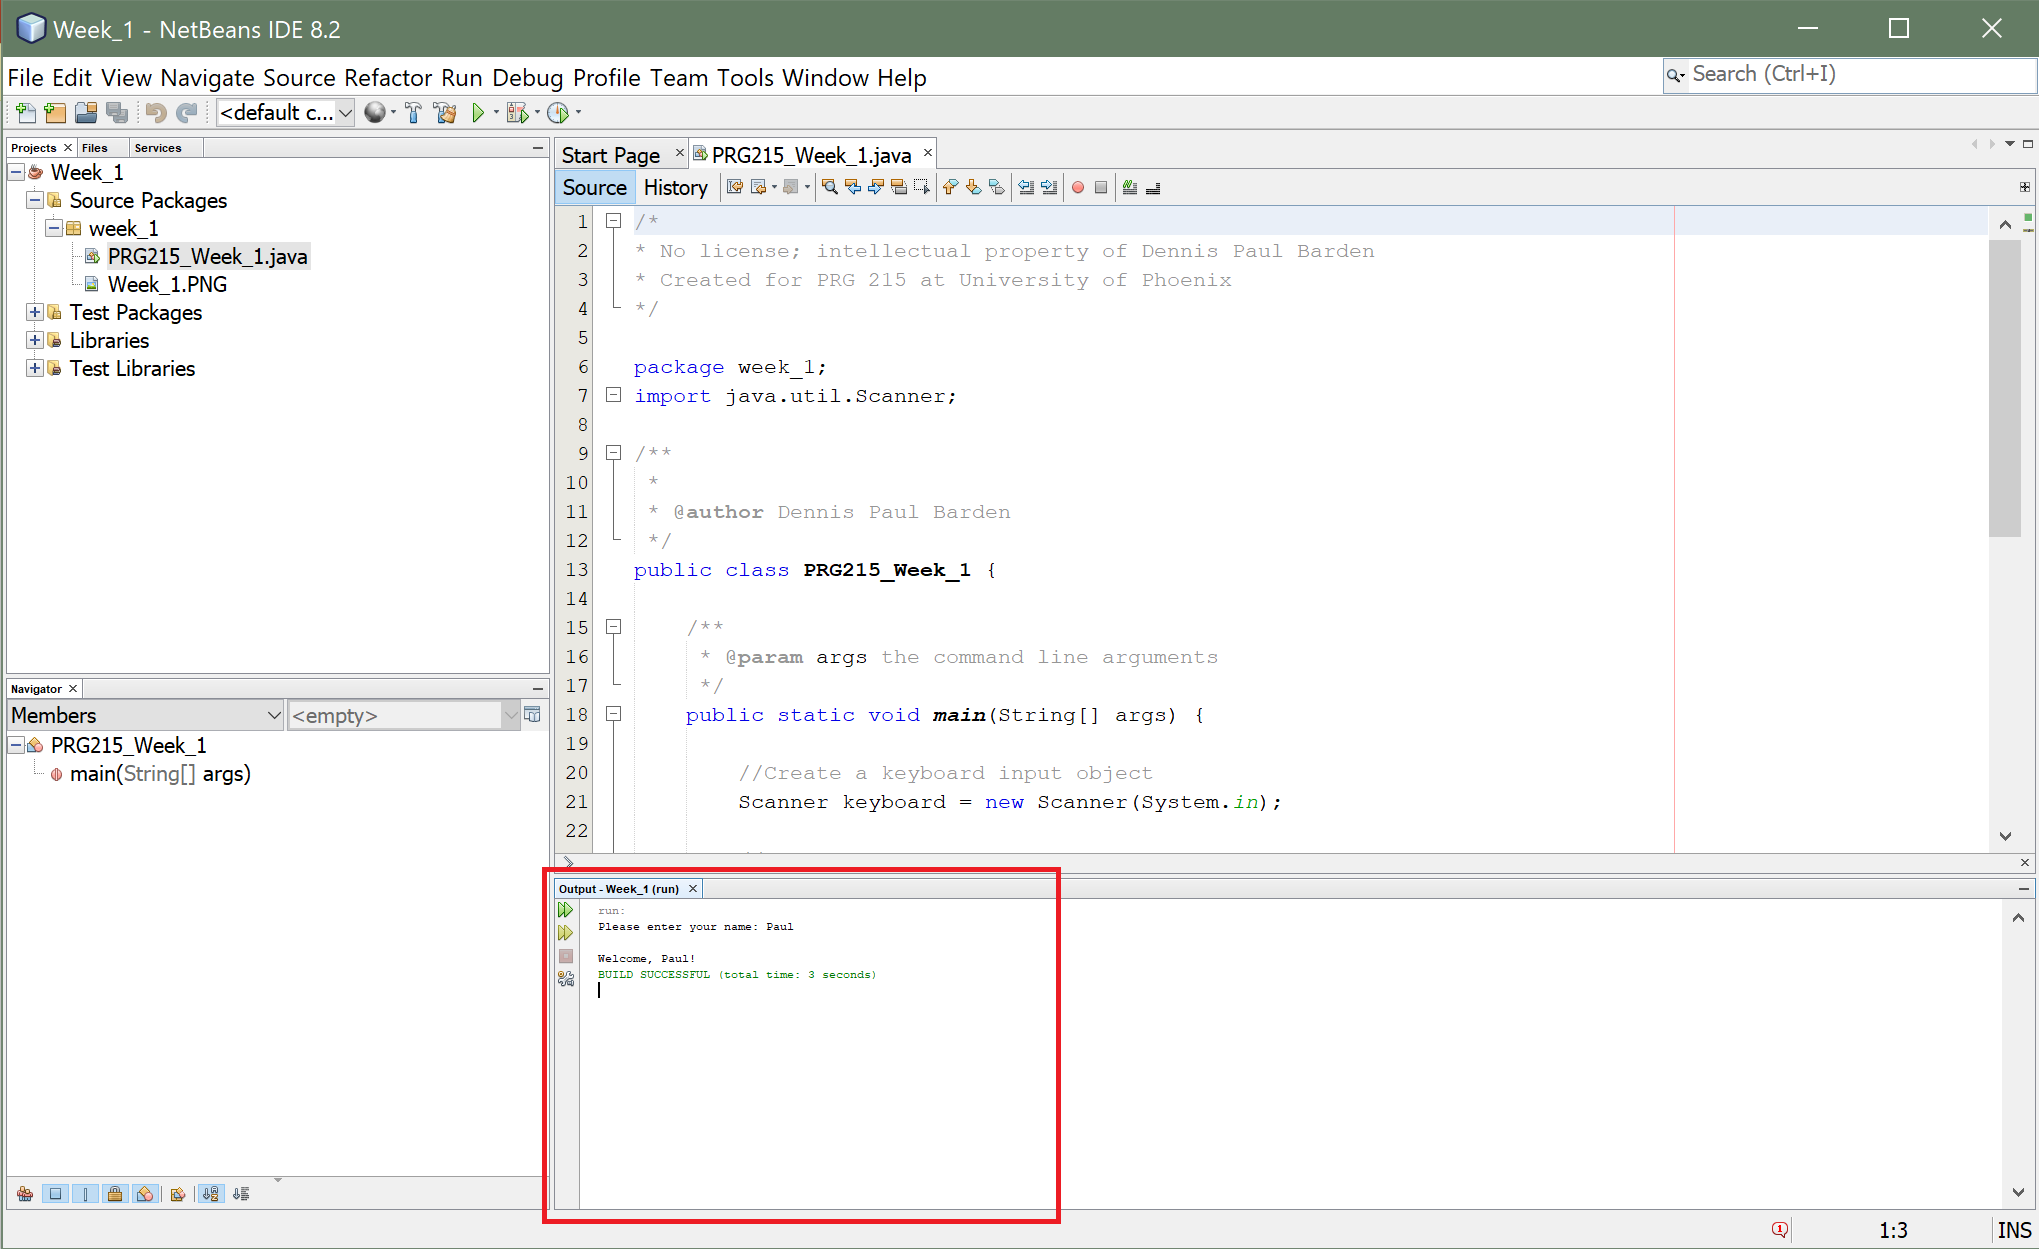 Week_1 - NetBeans IDE 8.2
File Edit View Navigate Source Refactor Run Debug Profile Team Tools Window Help
Search (Ctrl+I)
<default c...
Projects
Files
Services
Week_1
Source Packages
week_1
PRG215_Week_1.java
Week_1.PNG
Test Packages
Libraries
Test Libraries
Navigator
Members
<empty>
PRG215_Week_1
main(String[] args)
Start Page
PRG215_Week_1.java
Source
History
1 /*
2 * No license; intellectual property of Dennis Paul Barden
3 * Created for PRG 215 at University of Phoenix
4 */
5
6 package week_1;
7 import java.util.Scanner;
8
9 /**
10 *
11 * @author Dennis Paul Barden
12 */
13 public class PRG215_Week_1 {
14
15 /**
16 * @param args the command line arguments
17 */
18 public static void main(String[] args) {
19
20 //Create a keyboard input object
21 Scanner keyboard = new Scanner(System.in);
22
Output - Week_1 (run)
run:
Please enter your name: Paul
Welcome, Paul!
BUILD SUCCESSFUL (total time: 3 seconds)
1:3
INS